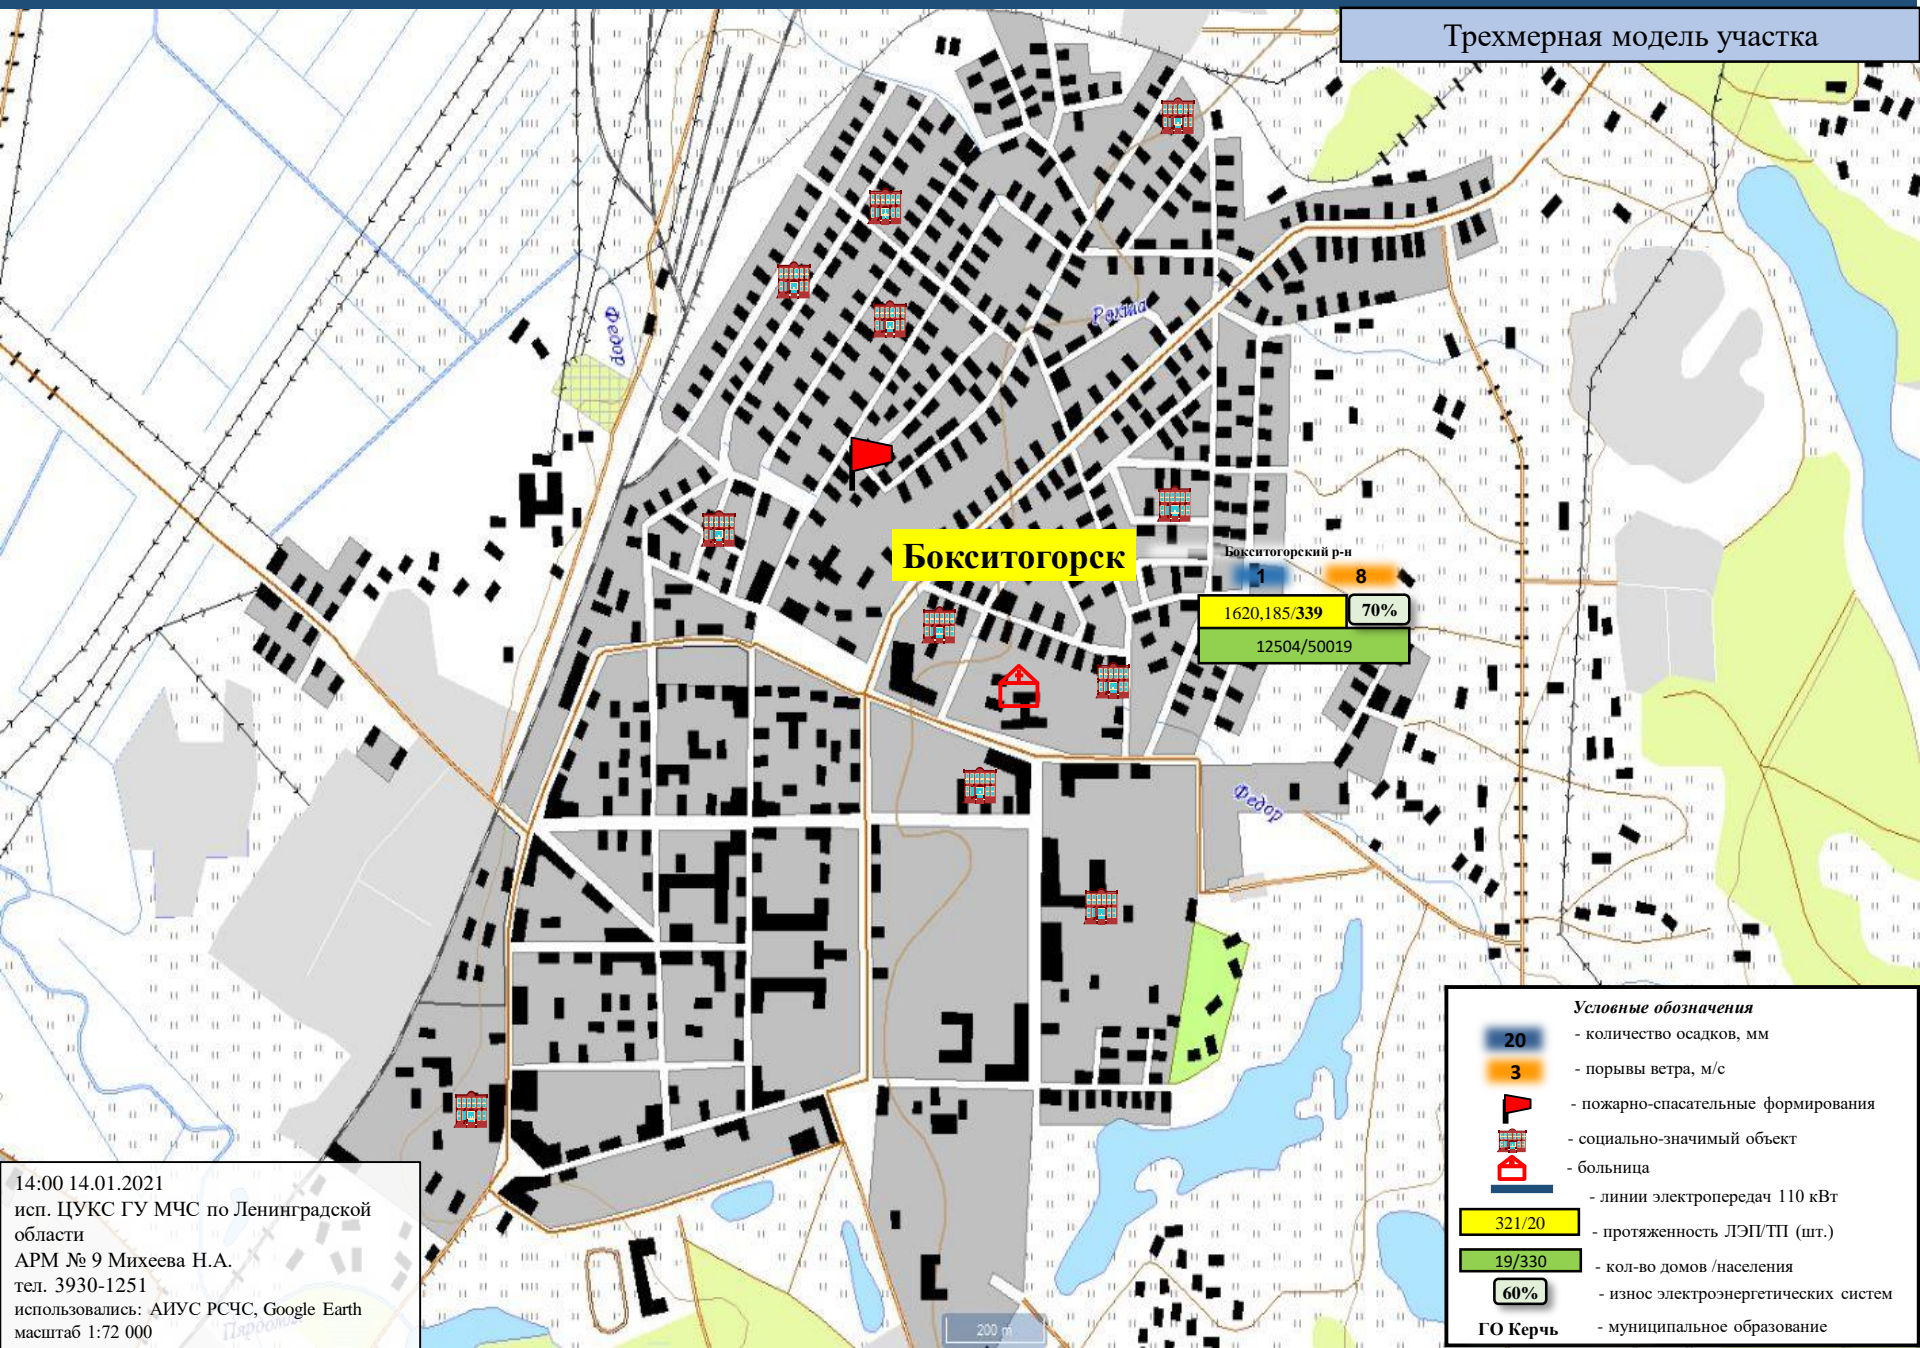 Трехмерная модель участка
Рокша
Федор
Бокситогорск
Бокситогорский р-н
1
8
1620,185/339
70%
12504/50019
Федор
Условные обозначения
20
- количество осадков, мм
3
- порывы ветра, м/с
- пожарно-спасательные формирования
- социально-значимый объект
- больница
- линии электропередач 110 кВт
321/20
- протяженность ЛЭП/ТП (шт.)
19/330
- кол-во домов /населения
60%
- износ электроэнергетических систем
ГО Керчь
- муниципальное образование
14:00 14.01.2021
исп. ЦУКС ГУ МЧС по Ленинградской
области
АРМ № 9 Михеева Н.А.
тел. 3930-1251
использовались: АИУС РСЧС, Google Earth
масштаб 1:72 000
200 m